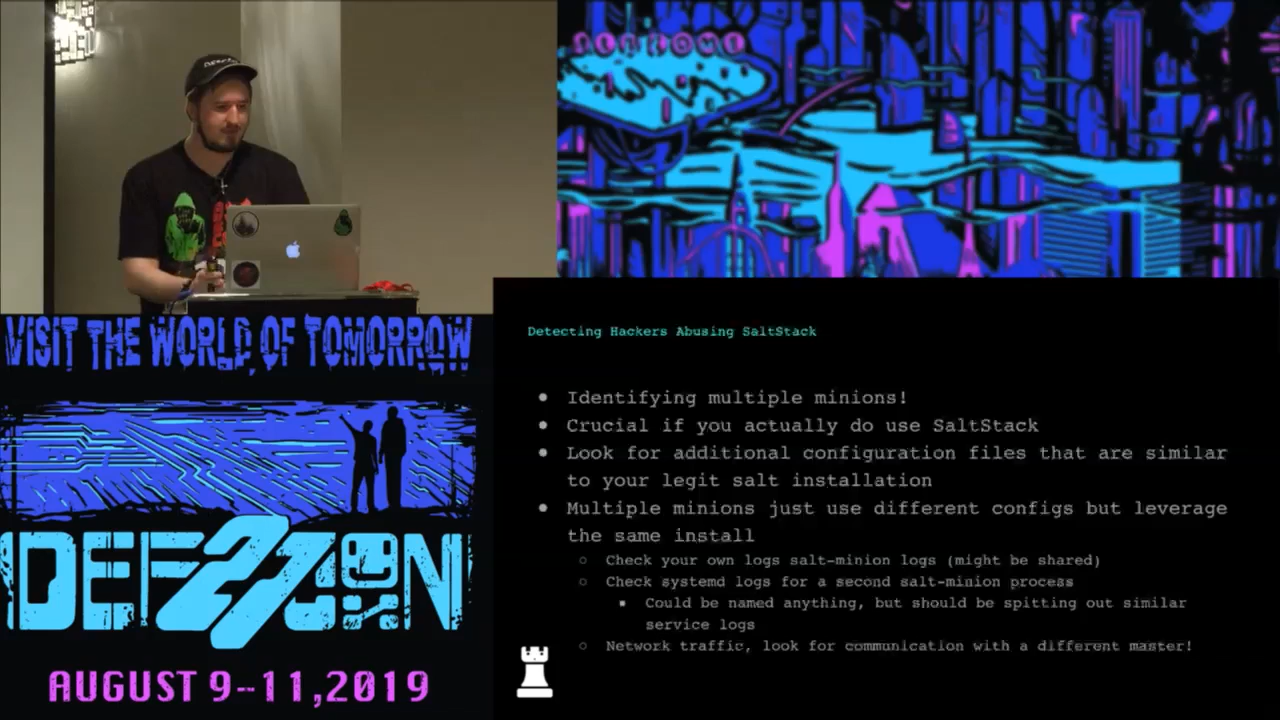 WELCOME
VISIT THE WORLD OF TOMORROW
DEF 27 CON
AUGUST 9--11,2019
Detecting Hackers Abusing SaltStack
● Identifying multiple minions!
● Crucial if you actually do use SaltStack
● Look for additional configuration files that are similar
to your legit salt installation
● Multiple minions just use different configs but leverage
the same install
○ Check your own logs salt-minion logs (might be shared)
○ Check systemd logs for a second salt-minion process
▪ Could be named anything, but should be spitting out similar
service logs
○ Network traffic, look for communication with a different master!